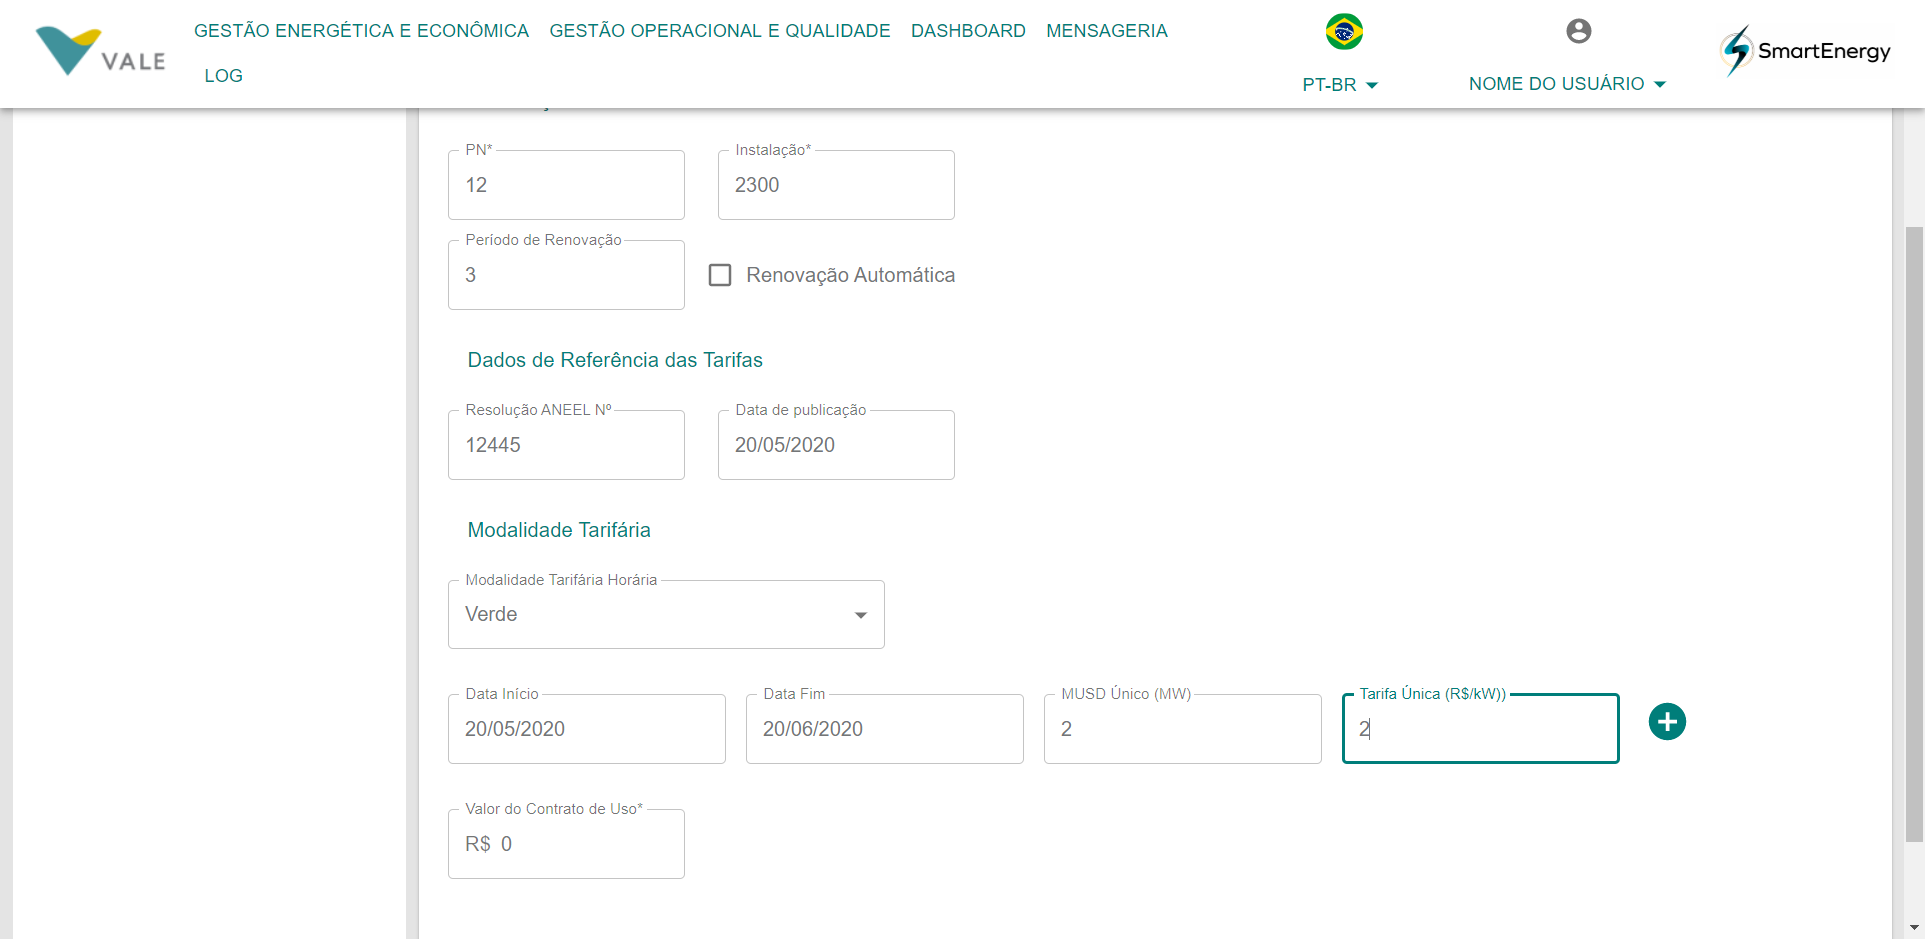 VALE
GESTÃO ENERGÉTICA E ECONÔMICA
GESTÃO OPERACIONAL E QUALIDADE
DASHBOARD
MENSAGERIA
LOG
PT-BR
NOME DO USUÁRIO
SmartEnergy
PN*
12
Instalação*
2300
Período de Renovação
3
Renovação Automática
Dados de Referência das Tarifas
Resolução ANEEL Nº
12445
Data de publicação
20/05/2020
Modalidade Tarifária
Modalidade Tarifária Horária
Verde
Data Início
20/05/2020
Data Fim
20/06/2020
MUSD Único (MW)
2
Tarifa Única (R$/kW))
2
Valor do Contrato de Uso*
R$ 0